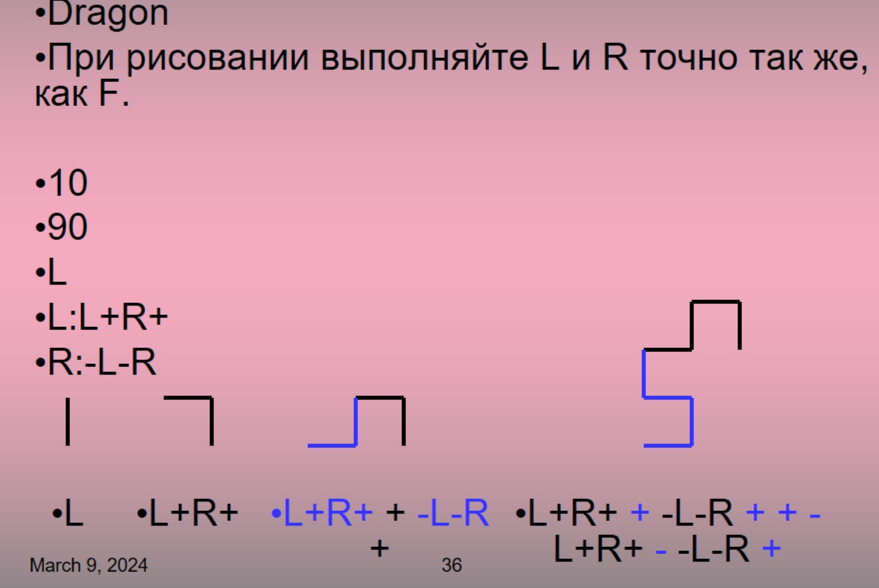 •Dragon
•При рисовании выполняйте L и R точно так же,
как F.
•10
•90
•L
•L:L+R+
•R:-L-R
•L
•L+R+
•L+R+ + -L-R
+
•L+R+ + -L-R + + -
L+R+ - -L-R +
March 9, 2024
36